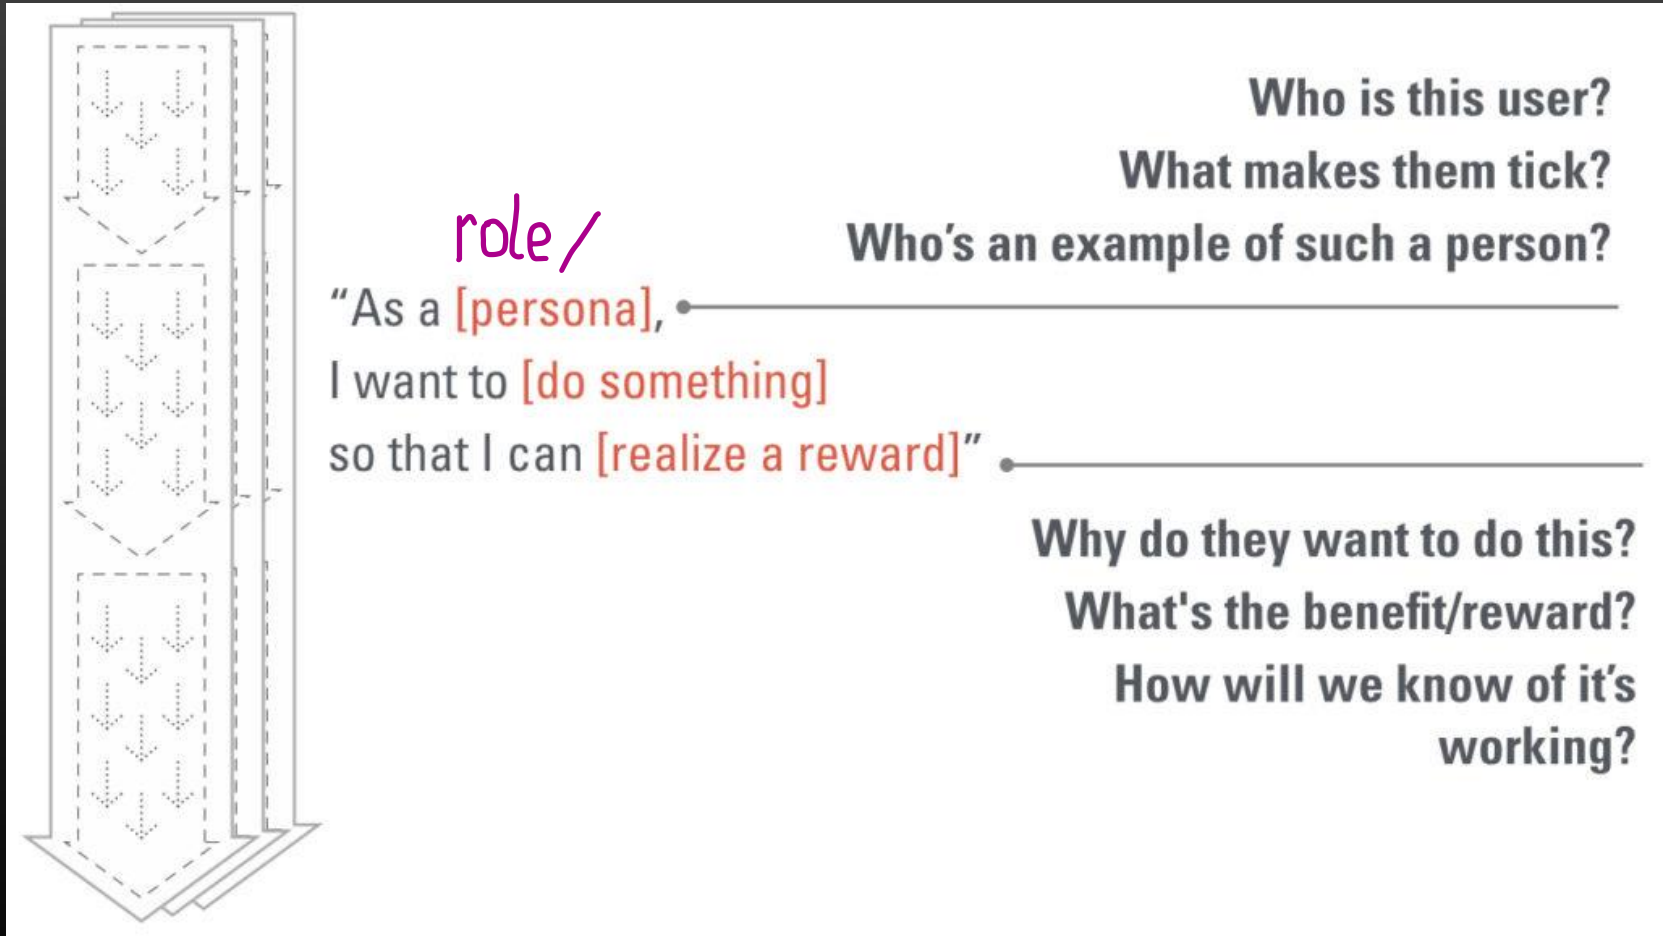 Who is this user?
What makes them tick?
Who’s an example of such a person?
role/
“As a [persona],
I want to [do something]
so that I can [realize a reward]”
Why do they want to do this?
What's the benefit/reward?
How will we know of it’s
working?